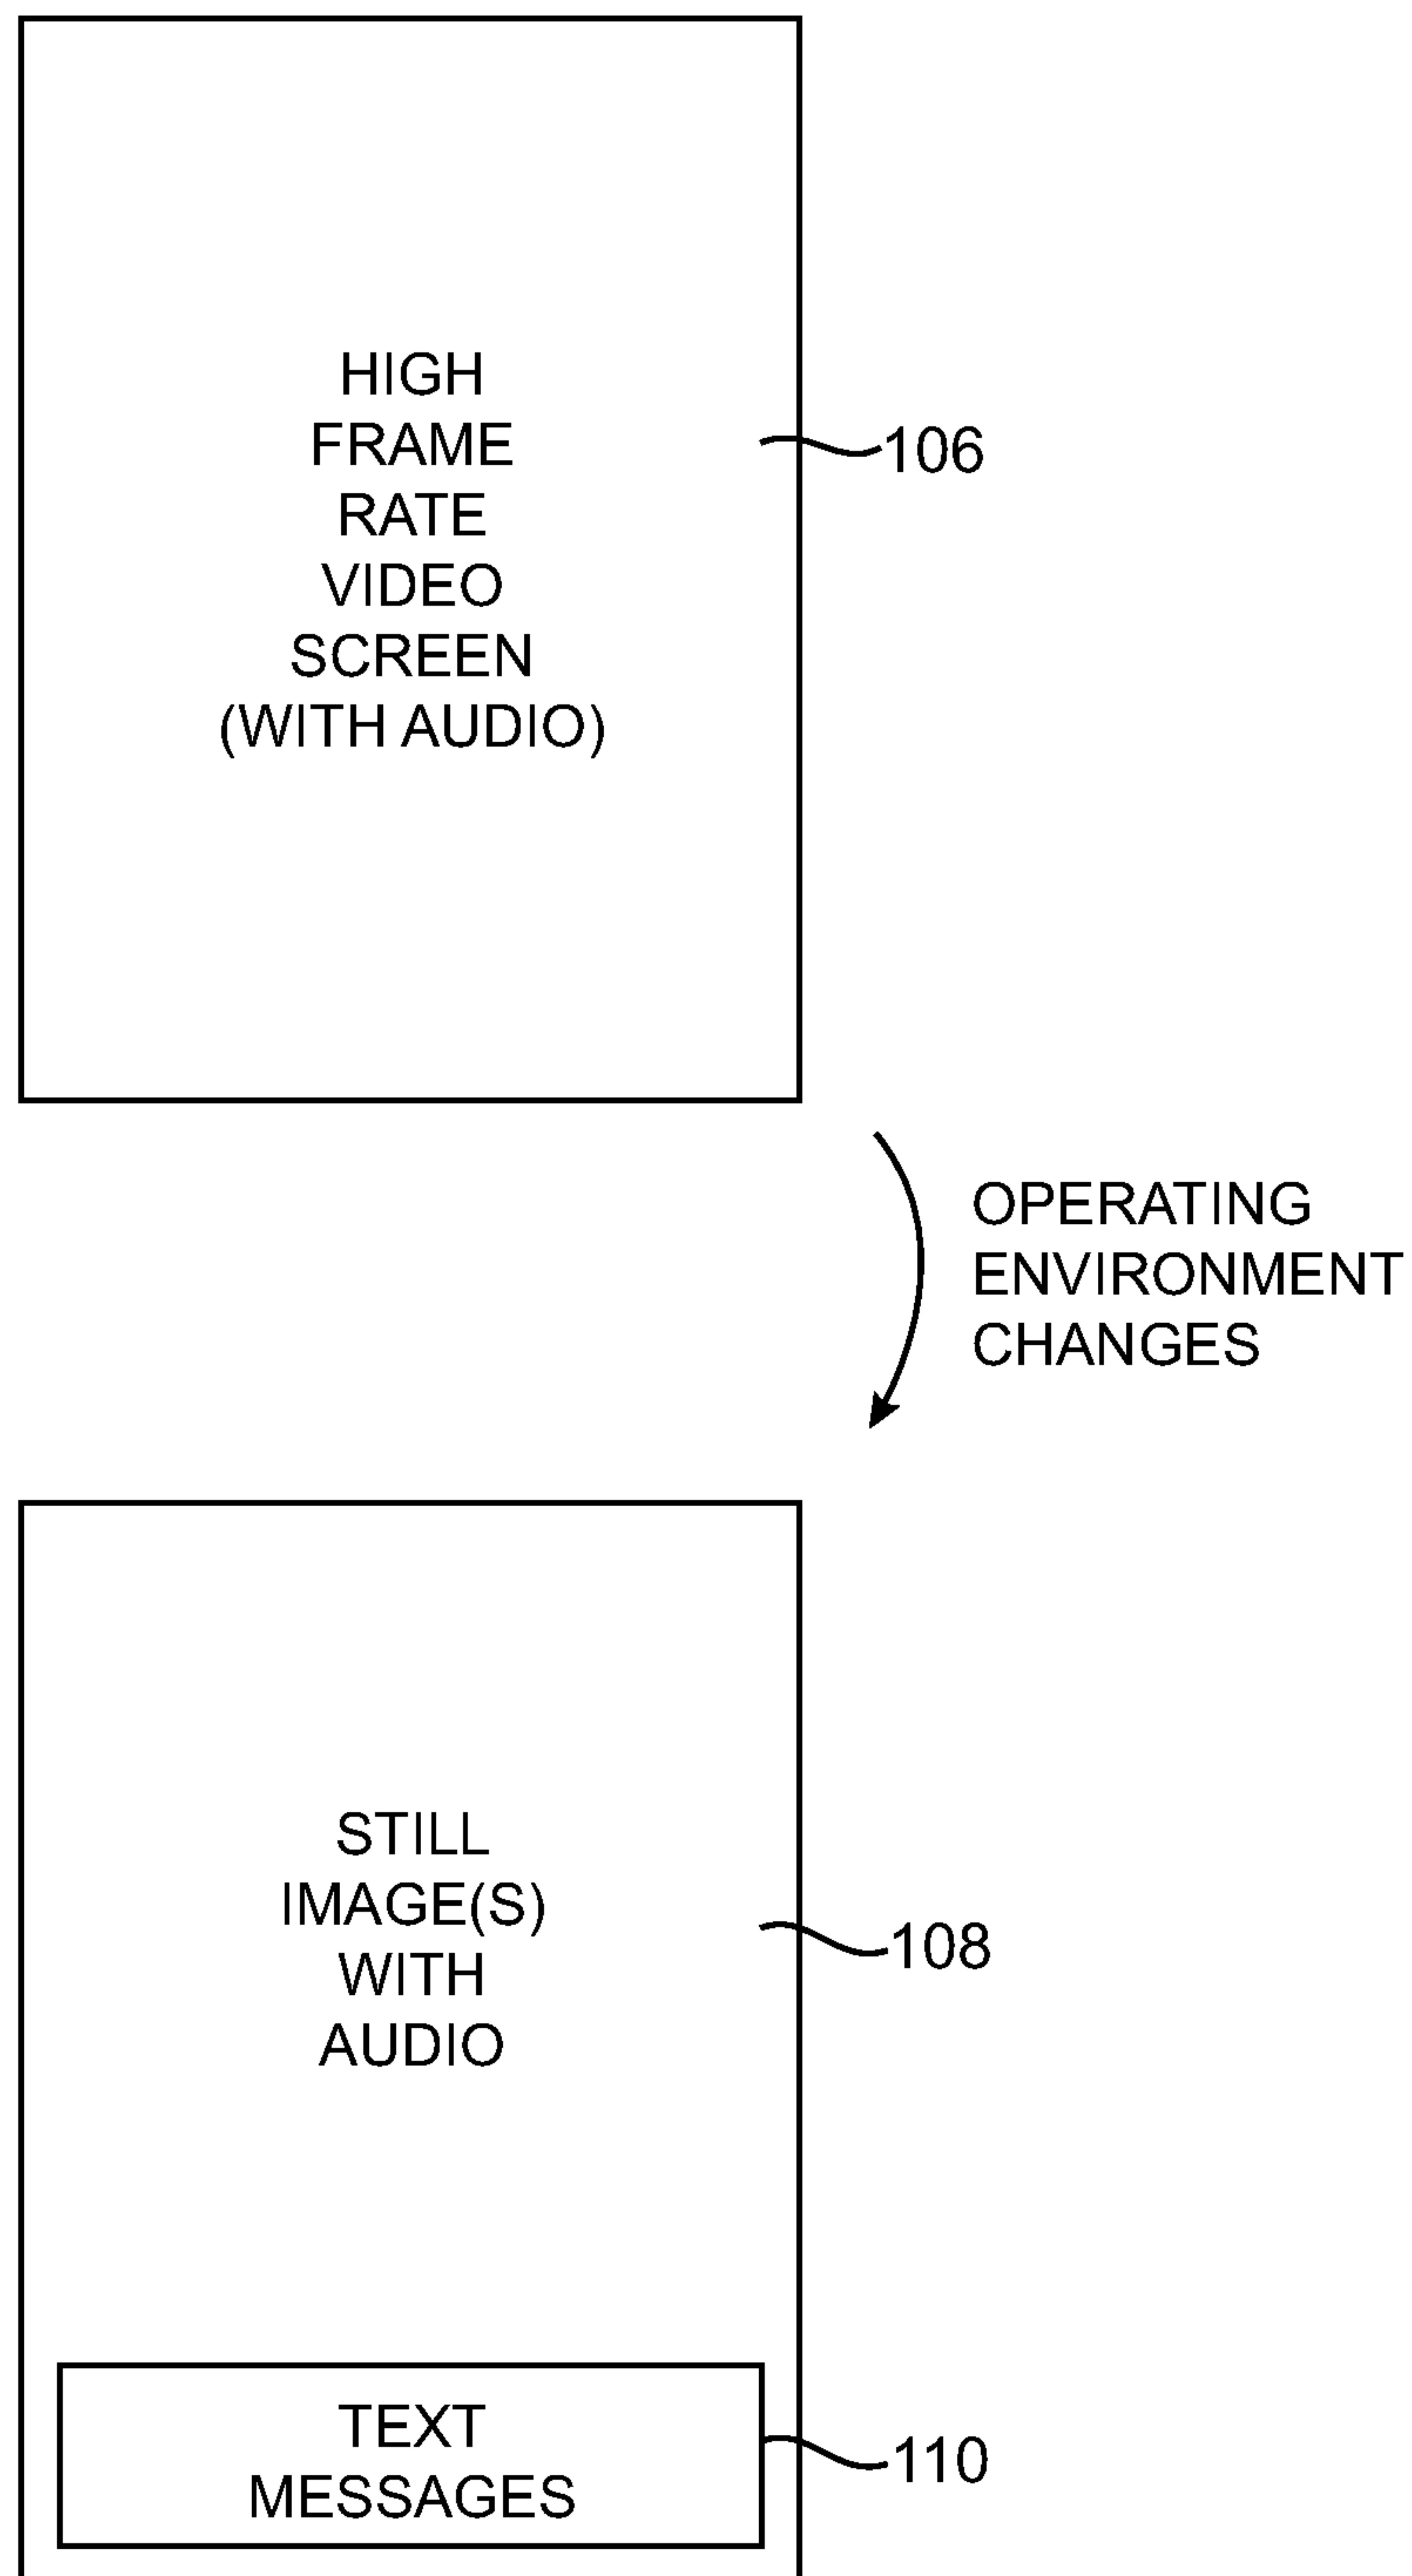 HIGH
FRAME
RATE
VIDEO
SCREEN
(WITH AUDIO)
106
OPERATING
ENVIRONMENT
CHANGES
STILL
IMAGE(S)
WITH
AUDIO
108
TEXT
MESSAGES
110